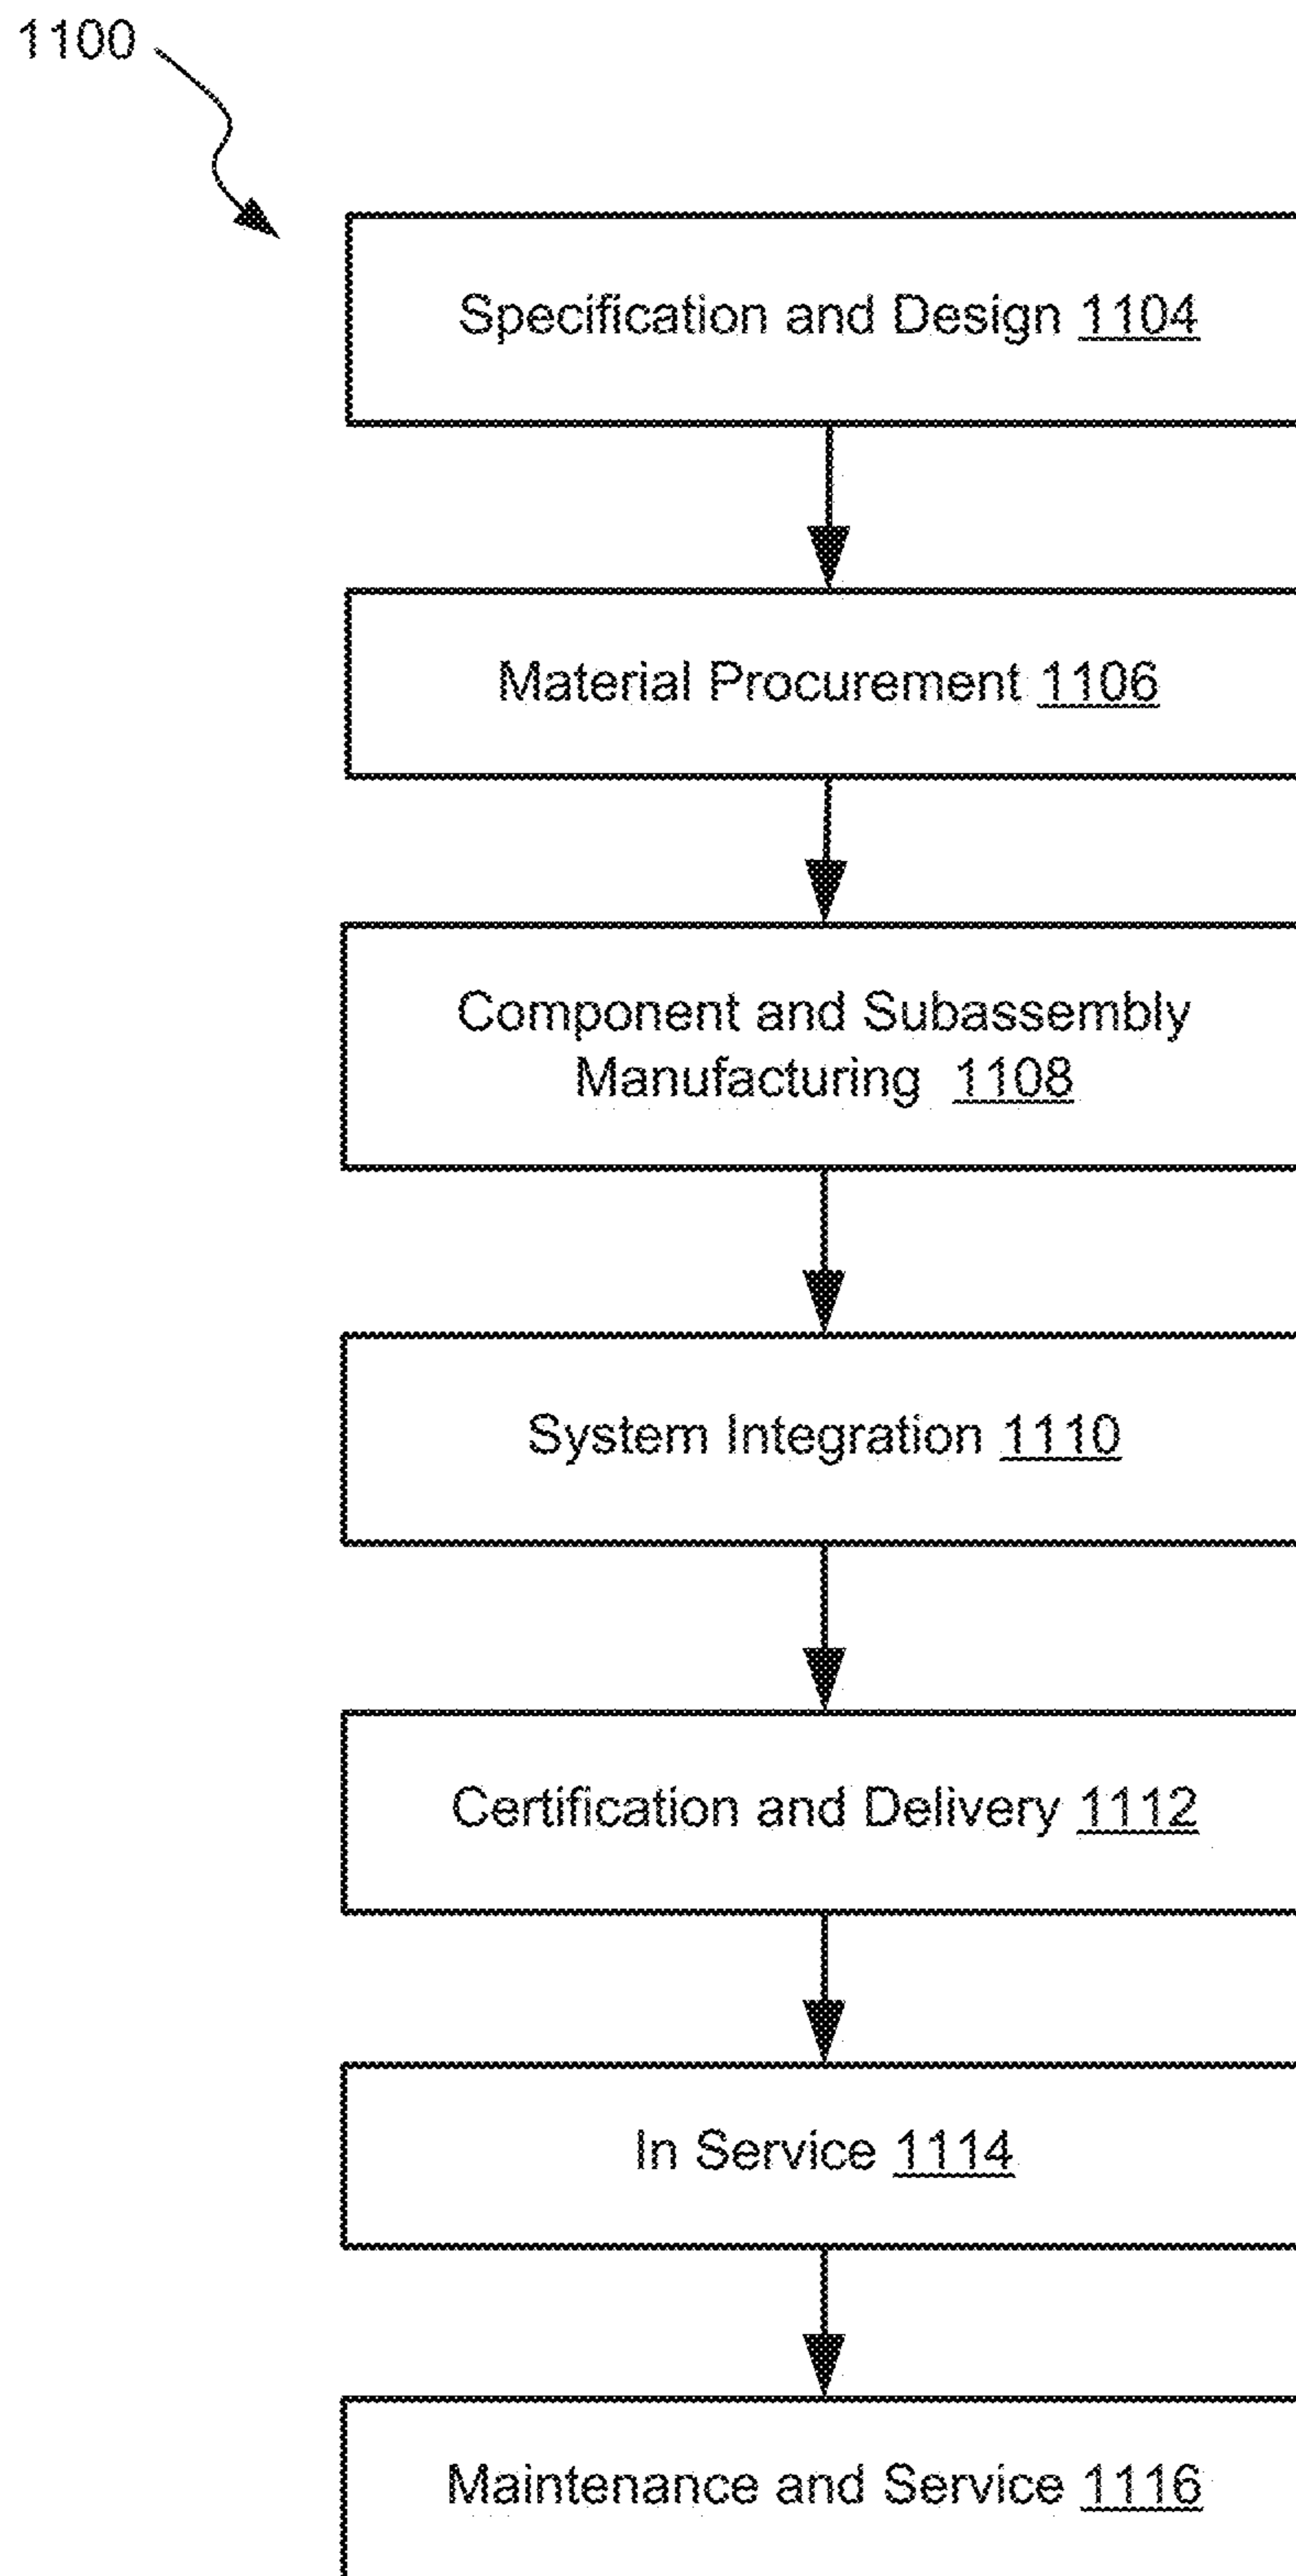 1100
Specification and Design 1104
Material Procurement 1106
Component and Subassembly
Manufacturing 1108
System Integration 1110
Certification and Delivery 1112
In Service 1114
Maintenance and Service 1116